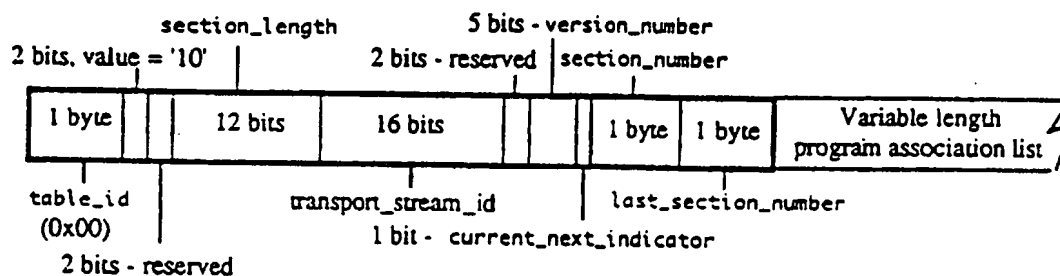 section_length
5 bits - version_number
2 bits, value = '10'
2 bits - reserved
section_number
1 byte
12 bits
16 bits
1 byte
1 byte
Variable length
program association list
table_id
(0x00)
transport_stream_id
last_section_number
1 bit - current_next_indicator
2 bits - reserved